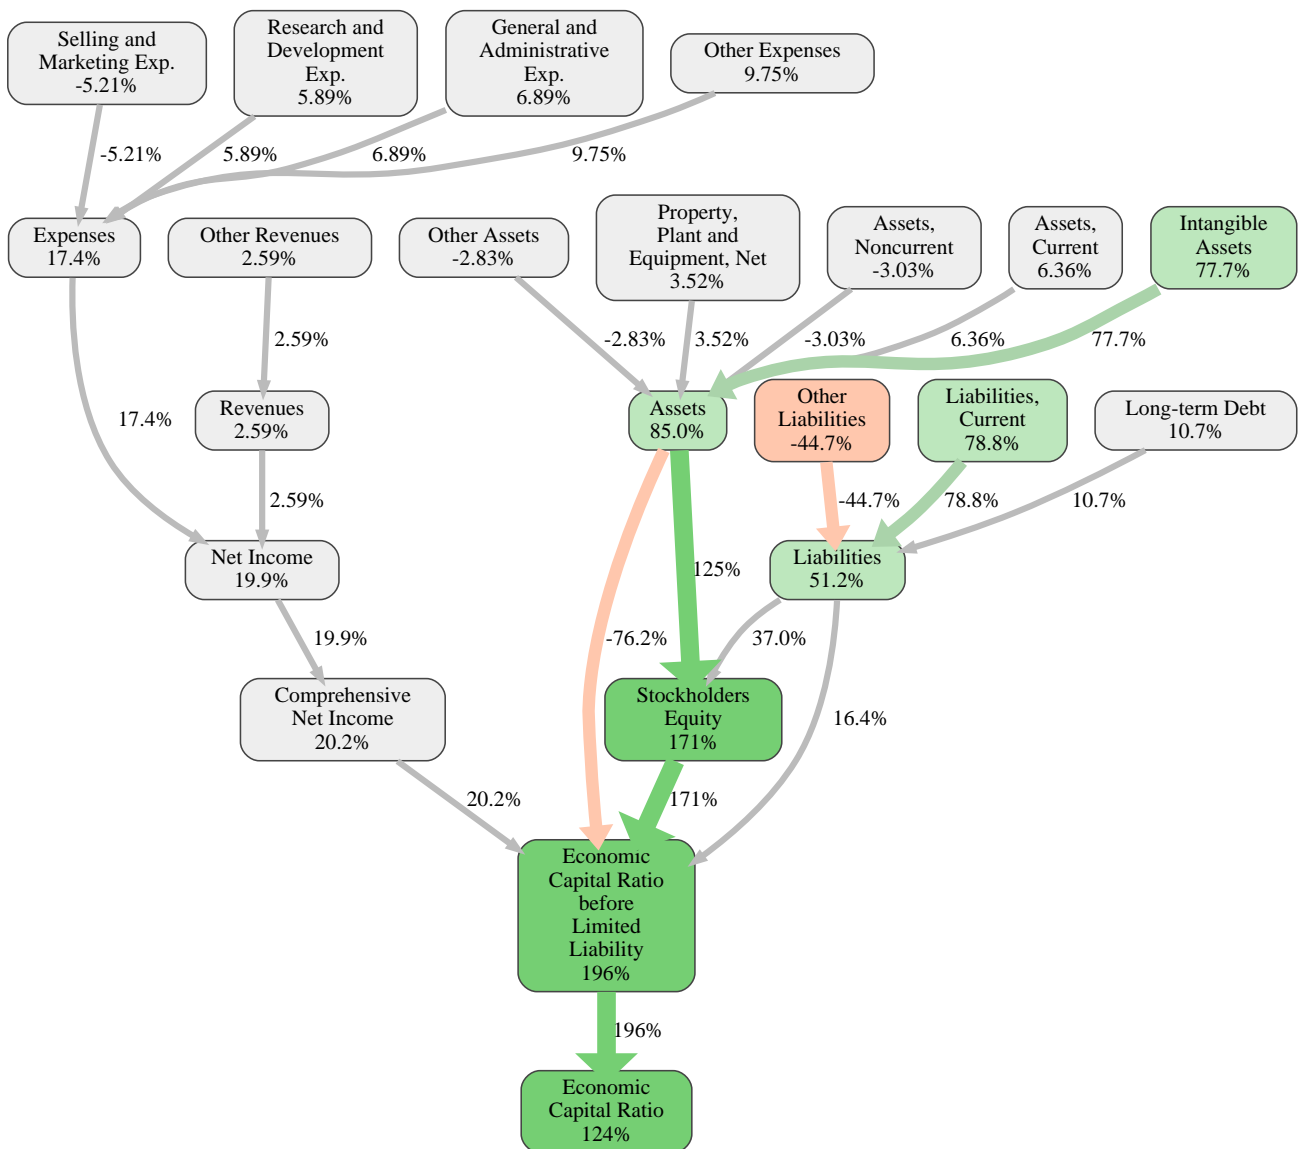 Selling and
Marketing Exp.
-5.21%
Research and
Development
Exp.
5.89%
General and
Administrative
Exp.
6.89%
Other Expenses
9.75%
-5.21%
5.89%
6.89%
9.75%
Expenses
17.4%
Other Revenues
2.59%
Other Assets
-2.83%
Property,
Plant and
Equipment, Net
3.52%
Assets,
Noncurrent
-3.03%
Assets,
Current
6.36%
Intangible
Assets
77.7%
2.59%
-2.83%
3.52%
-3.03%
6.36%
77.7%
17.4%
Revenues
2.59%
Assets
85.0%
Other
Liabilities
-44.7%
Liabilities,
Current
78.8%
Long-term Debt
10.7%
2.59%
-44.7%
78.8%
10.7%
Net Income
19.9%
125%
Liabilities
51.2%
19.9%
-76.2%
37.0%
Comprehensive
Net Income
20.2%
Stockholders
Equity
171%
16.4%
20.2%
171%
Economic
Capital Ratio
before
Limited
Liability
196%
196%
Economic
Capital Ratio
124%